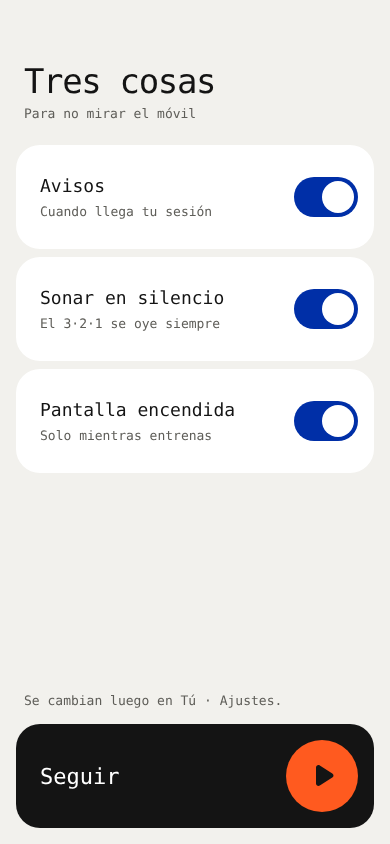 Tres cosas
Para no mirar el móvil
Avisos
Cuando llega tu sesión
Sonar en silencio
El 3·2·1 se oye siempre
Pantalla encendida
Solo mientras entrenas
Se cambian luego en Tú · Ajustes.
Seguir